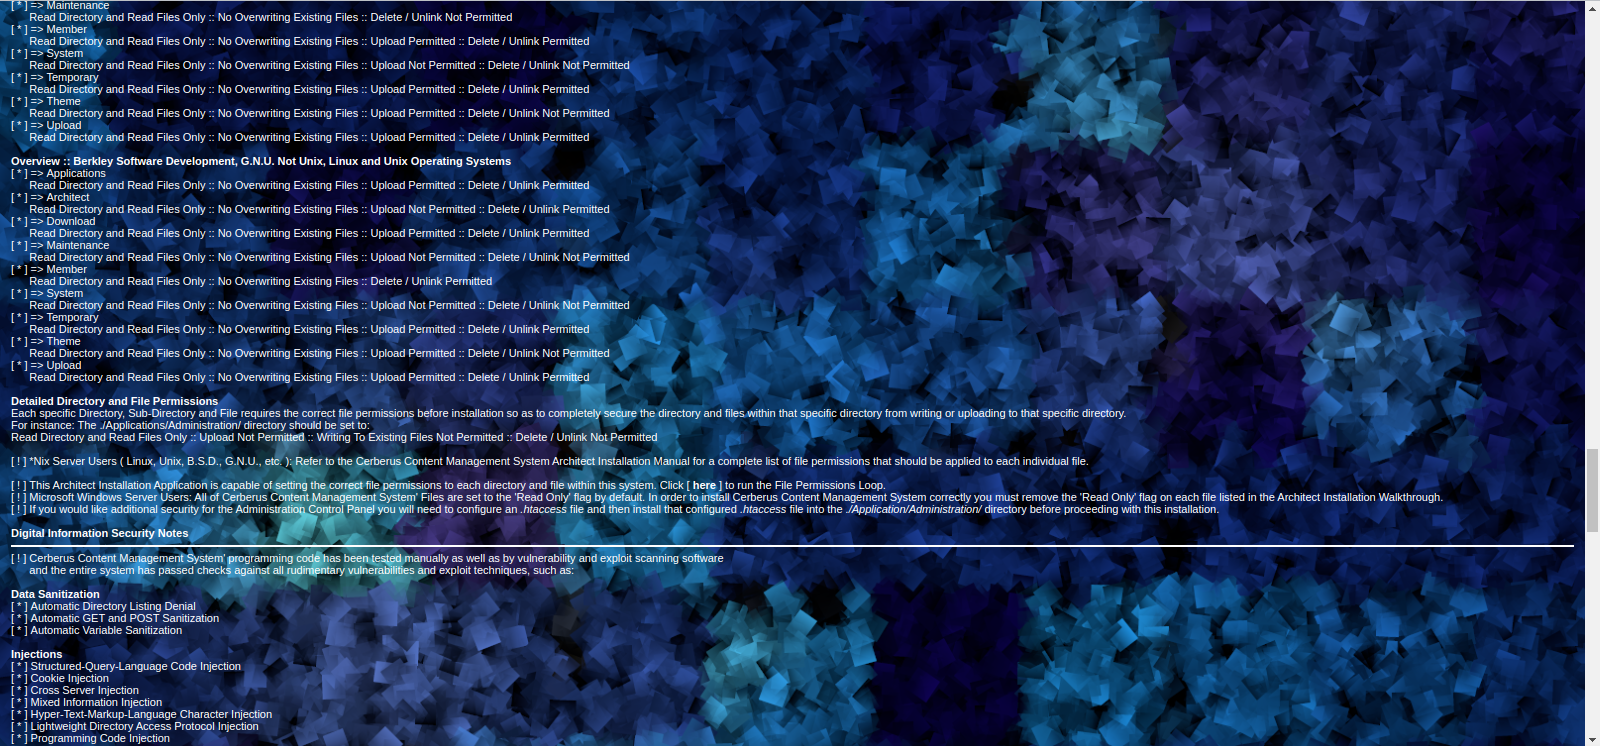 [ * ] => Maintenance
Read Directory and Read Files Only :: No Overwriting Existing Files :: Delete / Unlink Not Permitted
[ * ] => Member
Read Directory and Read Files Only :: No Overwriting Existing Files :: Upload Permitted :: Delete / Unlink Permitted
[ * ] => System
Read Directory and Read Files Only :: No Overwriting Existing Files :: Upload Not Permitted :: Delete / Unlink Not Permitted
[ * ] => Temporary
Read Directory and Read Files Only :: No Overwriting Existing Files :: Upload Permitted :: Delete / Unlink Permitted
[ * ] => Theme
Read Directory and Read Files Only :: No Overwriting Existing Files :: Upload Permitted :: Delete / Unlink Not Permitted
[ * ] => Upload
Read Directory and Read Files Only :: No Overwriting Existing Files :: Upload Permitted :: Delete / Unlink Permitted
Overview :: Berkley Software Development, G.N.U. Not Unix, Linux and Unix Operating Systems
[ * ] => Applications
Read Directory and Read Files Only :: No Overwriting Existing Files :: Upload Permitted :: Delete / Unlink Permitted
[ * ] => Architect
Read Directory and Read Files Only :: No Overwriting Existing Files :: Upload Not Permitted :: Delete / Unlink Permitted
[ * ] => Download
Read Directory and Read Files Only :: No Overwriting Existing Files :: Upload Permitted :: Delete / Unlink Permitted
[ * ] => Maintenance
Read Directory and Read Files Only :: No Overwriting Existing Files :: Upload Not Permitted :: Delete / Unlink Not Permitted
[ * ] => Member
Read Directory and Read Files Only :: No Overwriting Existing Files :: Delete / Unlink Permitted
[ * ] => System
Read Directory and Read Files Only :: No Overwriting Existing Files :: Upload Not Permitted :: Delete / Unlink Not Permitted
[ * ] => Temporary
Read Directory and Read Files Only :: No Overwriting Existing Files :: Upload Permitted :: Delete / Unlink Permitted
[ * ] => Theme
Read Directory and Read Files Only :: No Overwriting Existing Files :: Upload Permitted :: Delete / Unlink Not Permitted
[ * ] => Upload
Read Directory and Read Files Only :: No Overwriting Existing Files :: Upload Permitted :: Delete / Unlink Permitted
Detailed Directory and File Permissions
Each specific Directory, Sub-Directory and File requires the correct file permissions before installation so as to completely secure the directory and files within that specific directory from writing or uploading to that specific directory.
For instance: The ./Applications/Administration/ directory should be set to:
Read Directory and Read Files Only :: Upload Not Permitted :: Writing To Existing Files Not Permitted :: Delete / Unlink Not Permitted
[ ! ] *Nix Server Users ( Linux, Unix, B.S.D., G.N.U., etc. ): Refer to the Cerberus Content Management System Architect Installation Manual for a complete list of file permissions that should be applied to each individual file.
[ ! ] This Architect Installation Application is capable of setting the correct file permissions to each directory and file within this system. Click [ here ] to run the File Permissions Loop.
[ ! ] Microsoft Windows Server Users: All of Cerberus Content Management System' Files are set to the 'Read Only' flag by default. In order to install Cerberus Content Management System correctly you must remove the 'Read Only' flag on each file listed in the Architect Installation Walkthrough.
[ ! ] If you would like additional security for the Administration Control Panel you will need to configure an .htaccess file and then install that configured .htaccess file into the ./Application/Administration/ directory before proceeding with this installation.
Digital Information Security Notes
[ ! ] Cerberus Content Management System' programming code has been tested manually as well as by vulnerability and exploit scanning software
and the entire system has passed checks against all rudimentary vulnerabilities and exploit techniques, such as:
Data Sanitization
[ * ] Automatic Directory Listing Denial
[ * ] Automatic GET and POST Sanitization
[ * ] Automatic Variable Sanitization
Injections
[ * ] Structured-Query-Language Code Injection
[ * ] Cookie Injection
[ * ] Cross Server Injection
[ * ] Mixed Information Injection
[ * ] Hyper-Text-Markup-Language Character Injection
[ * ] Lightweight Directory Access Protocol Injection
[ * ] Programming Code Injection